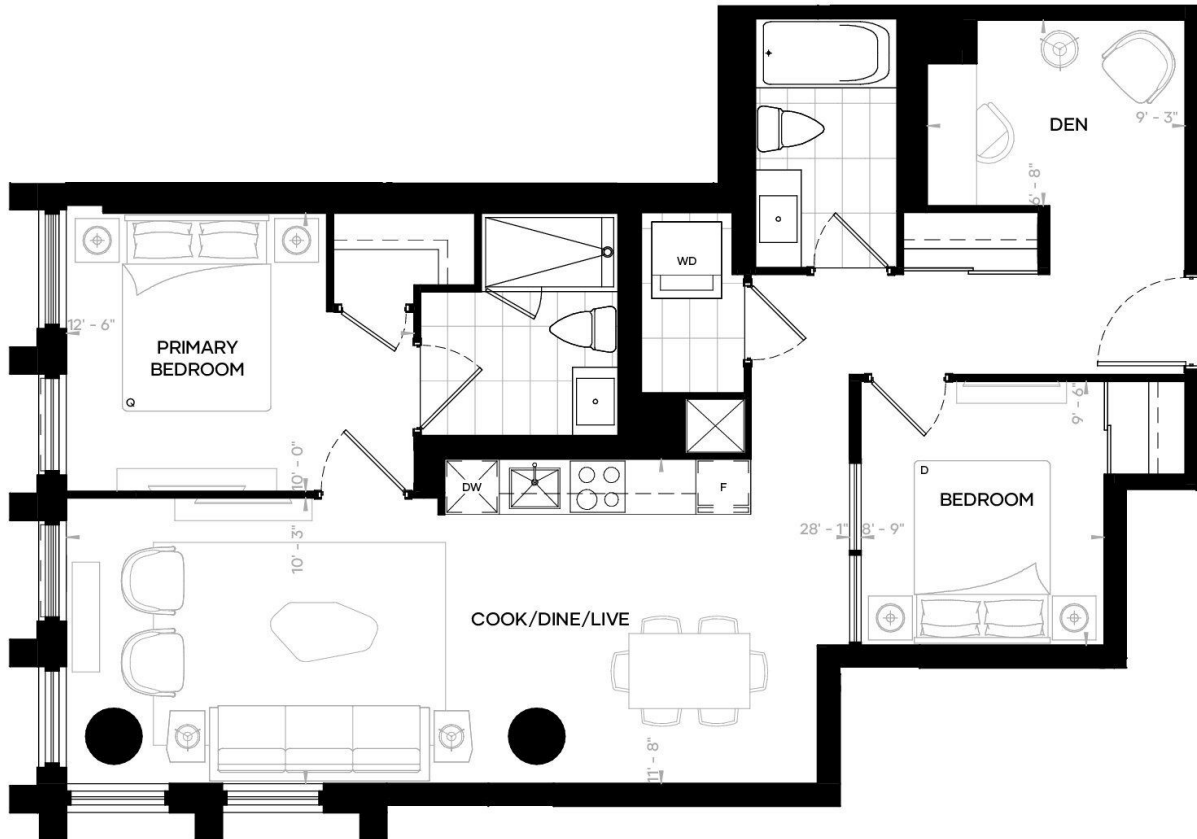 DEN
9' - 3"
6' - 8"
WD
12' - 6"
PRIMARY
BEDROOM
Q
10' - 0"
9' - 6"
DW
F
D
BEDROOM
28' - 1"
8' - 9"
10' - 3"
COOK/DINE/LIVE
11' - 8"